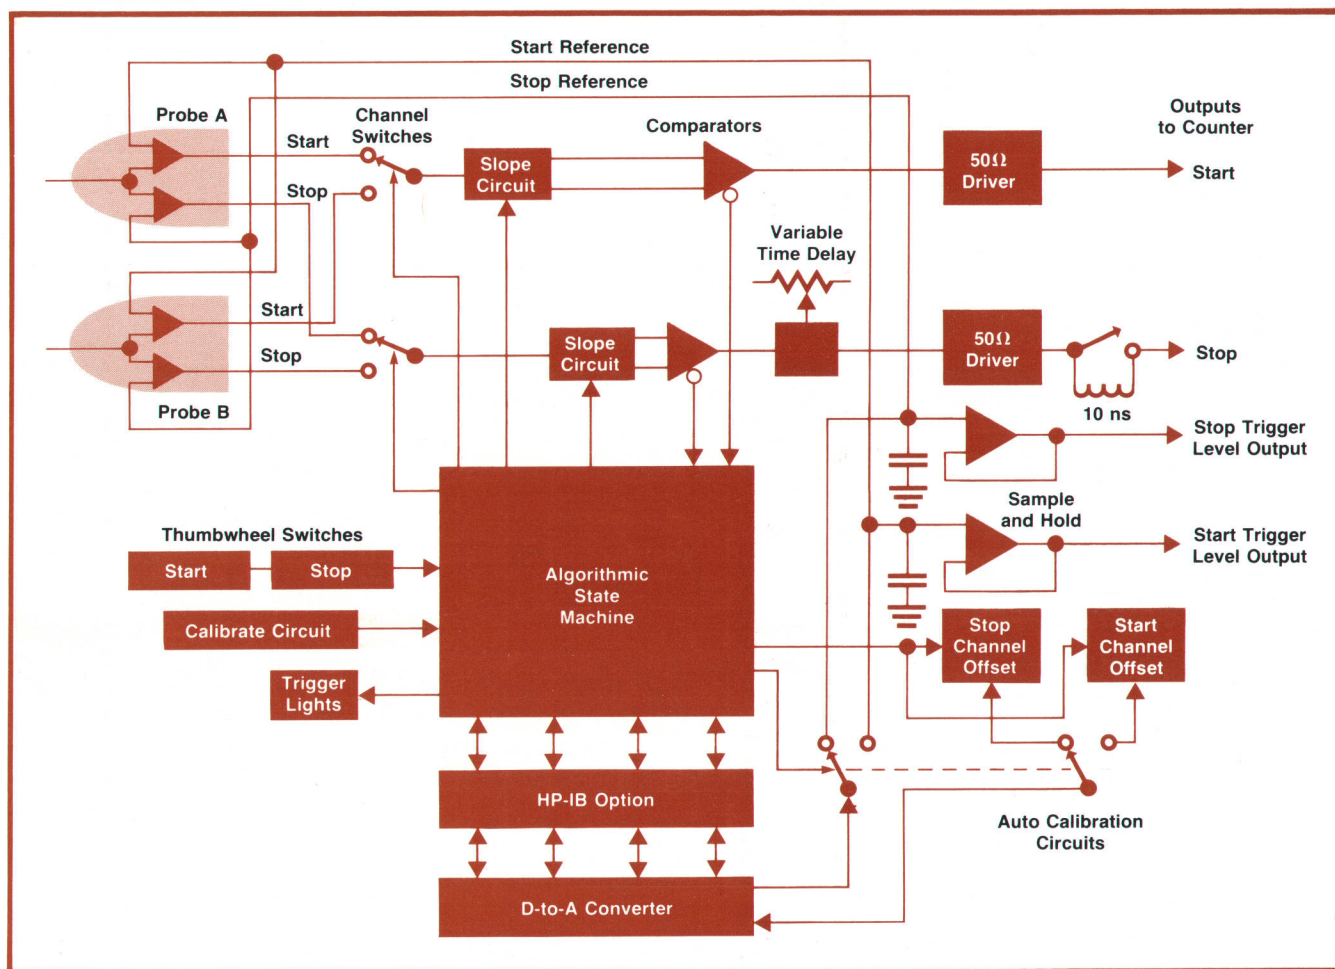 Start Reference
Stop Reference
Probe A
Channel
Switches
Comparators
Outputs
to Counter
Start
Slope
Circuit
50Ω
Driver
Start
Stop
Variable
Time Delay
Start
Stop
Slope
Circuit
50Ω
Driver
Stop
Probe B
10 ns
Stop Trigger
Level Output
Sample
and Hold
Thumbwheel Switches
Start
Stop
Start Trigger
Level Output
Algorithmic
State
Machine
Calibrate Circuit
Stop
Channel
Offset
Start
Channel
Offset
Trigger
Lights
HP-IB Option
Auto Calibration
Circuits
D-to-A Converter